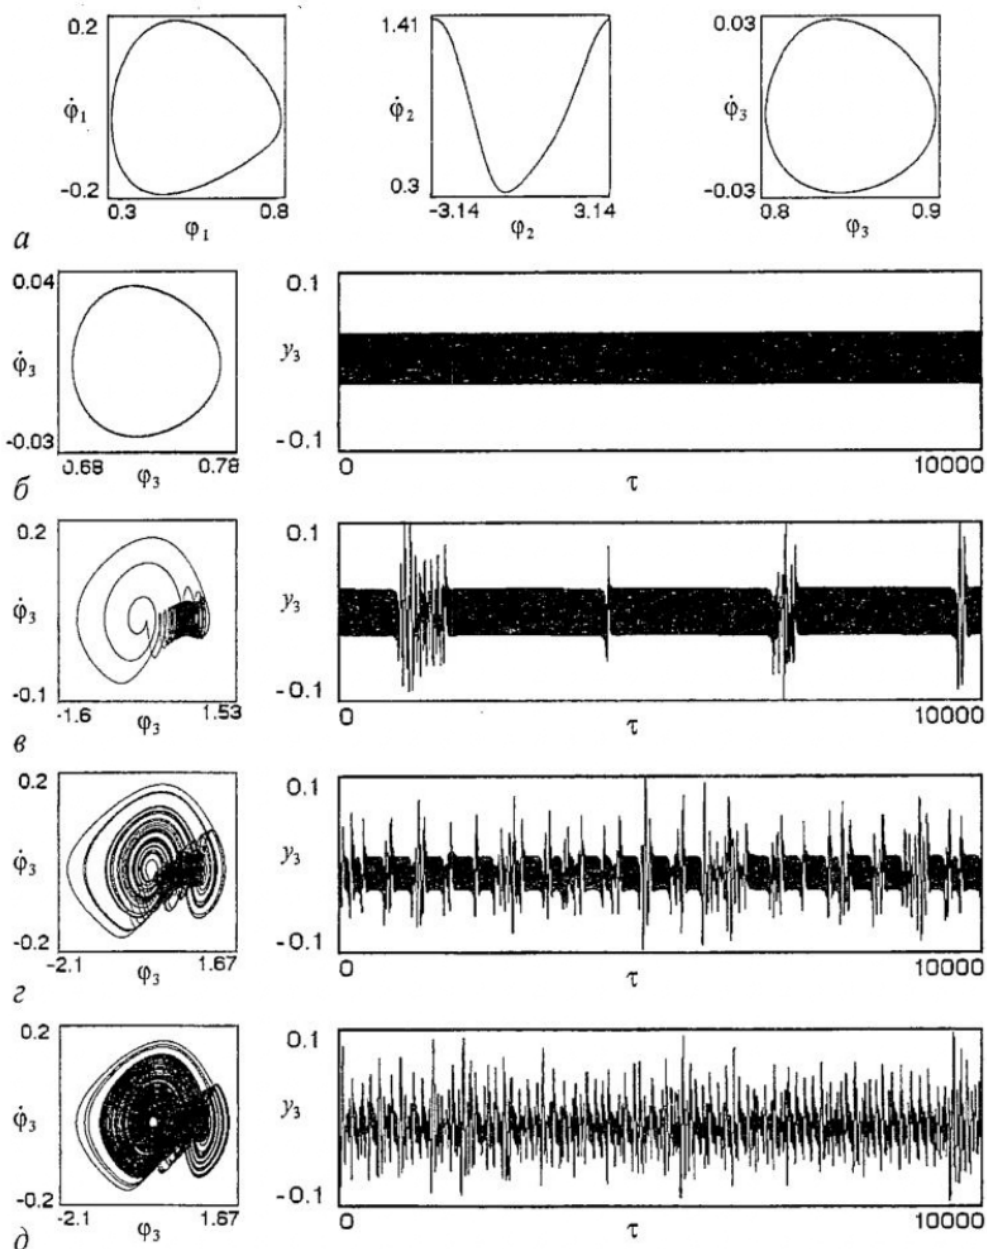 0.2 1.41 0.03
φ̇₁ φ̇₂ φ̇₃
-0.2 0.3 -0.03
0.3 0.8 -3.14 3.14 0.8 0.9
φ₁ φ₂ φ₃
а
0.04 0.1
φ̇₃ y₃
-0.03 -0.1
0.68 0.78 0 10000
φ₃ τ
б
0.2 0.1
φ̇₃ y₃
-0.1 -0.1
-1.6 1.53 0 10000
φ₃ τ
в
0.2 0.1
φ̇₃ y₃
-0.2 -0.1
-2.1 1.67 0 10000
φ₃ τ
г
0.2 0.1
φ̇₃ y₃
-0.2 -0.1
-2.1 1.67 0 10000
φ₃ τ
д